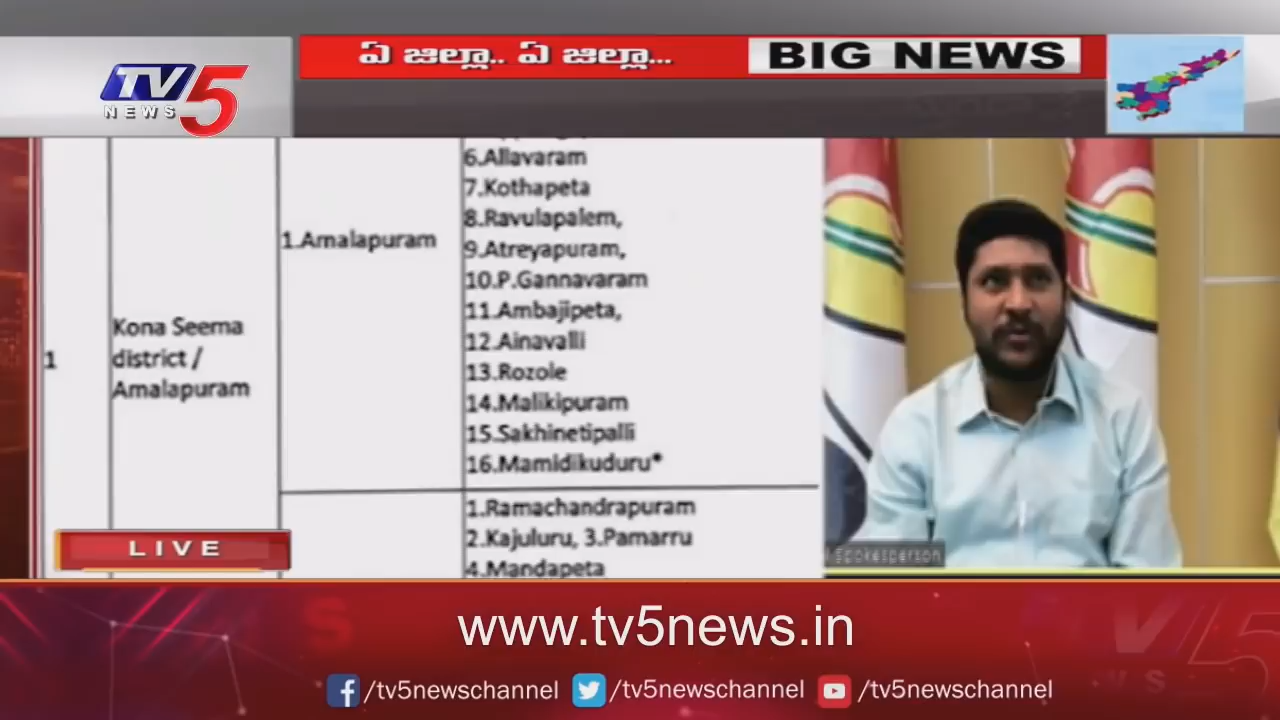 ఏ జిల్లా.. ఏ జిల్లా...
BIG NEWS
TV5
NEWS
1
Kona Seema
district /
Amalapuram
1.Amalapuram
6.Allavaram
7.Kothapeta
8.Ravulapalem,
9.Atreyapuram,
10.P.Gannavaram
11.Ambajipeta,
12.Ainavalli
13.Rozole
14.Malikipuram
15.Sakhinetipalli
16.Mamidikuduru*
1.Ramachandrapuram
2.Kajuluru, 3.Pamarru
4.Mandapeta
Spokesperson
LIVE
www.tv5news.in
/tv5newschannel
/tv5newschannel
/tv5newschannel